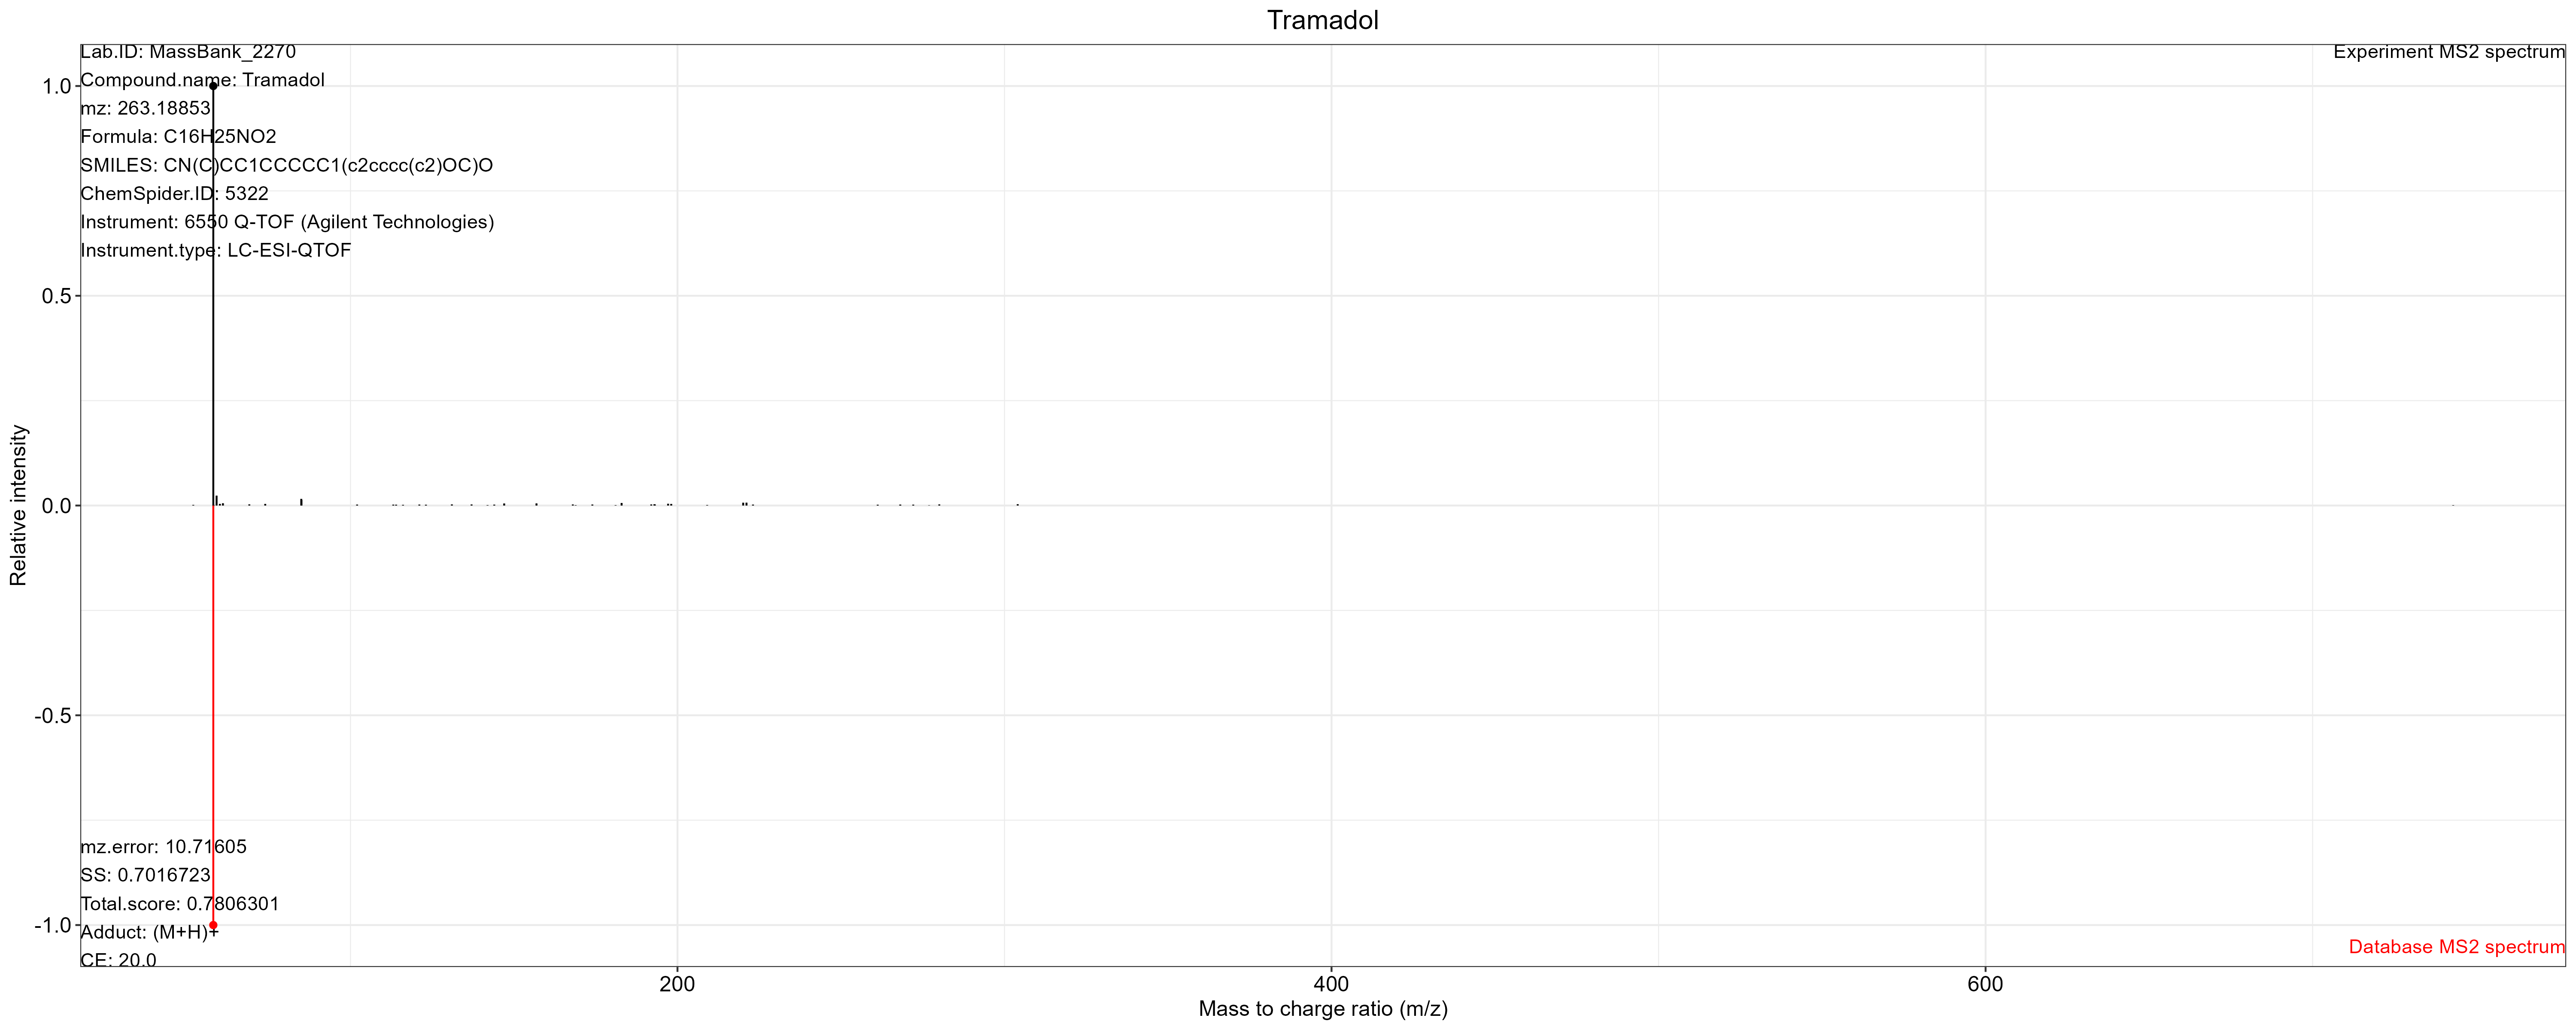 Tramadol
Lab.ID: MassBank_2270
Experiment MS2 spectrum
Compound.name: Tramadol
mz: 263.18853
Formula: C16H25NO2
SMILES: CN(C)CC1CCCCC1(c2cccc(c2)OC)O
ChemSpider.ID: 5322
Instrument: 6550 Q-TOF (Agilent Technologies)
Instrument.type: LC-ESI-QTOF
1.0
0.5
0.0
-0.5
-1.0
Relative intensity
mz.error: 10.71605
SS: 0.7016723
Total.score: 0.7806301
Adduct: (M+H)+
CE: 20.0
Database MS2 spectrum
200
400
600
Mass to charge ratio (m/z)